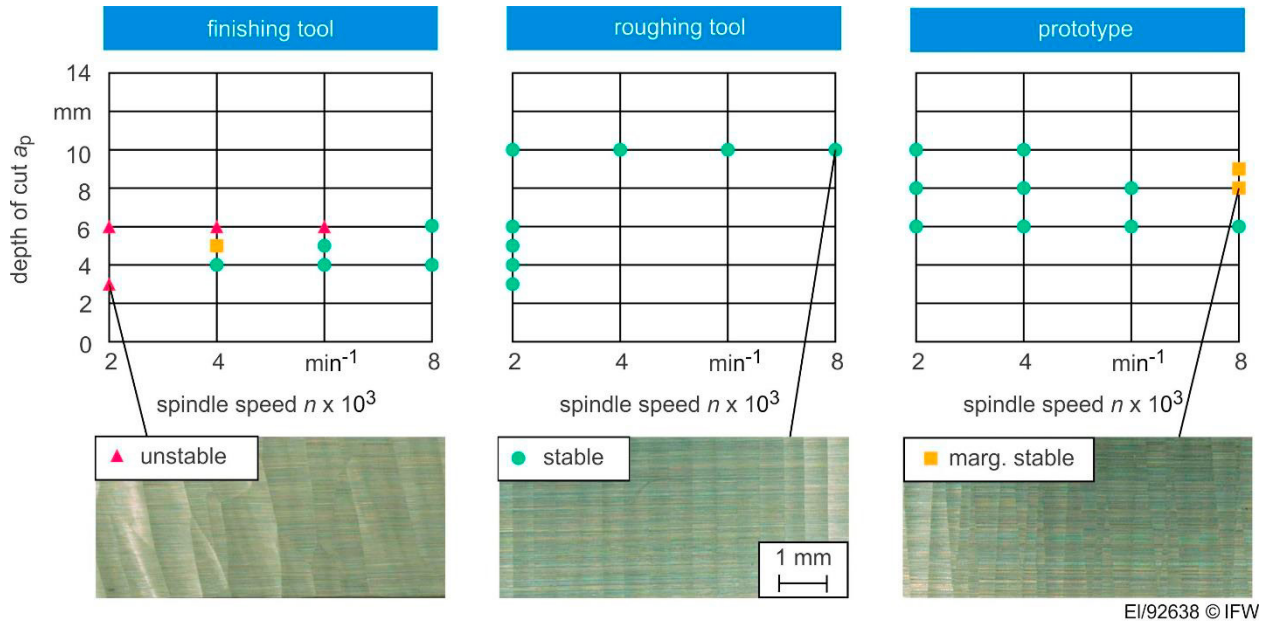 finishing tool
roughing tool
prototype
14
mm
10
8
6
4
2
0
depth of cut aₚ
2 4 min⁻¹ 8
2 4 min⁻¹ 8
2 4 min⁻¹ 8
spindle speed n x 10³
spindle speed n x 10³
spindle speed n x 10³
unstable
stable
marg. stable
1 mm
EI/92638 © IFW